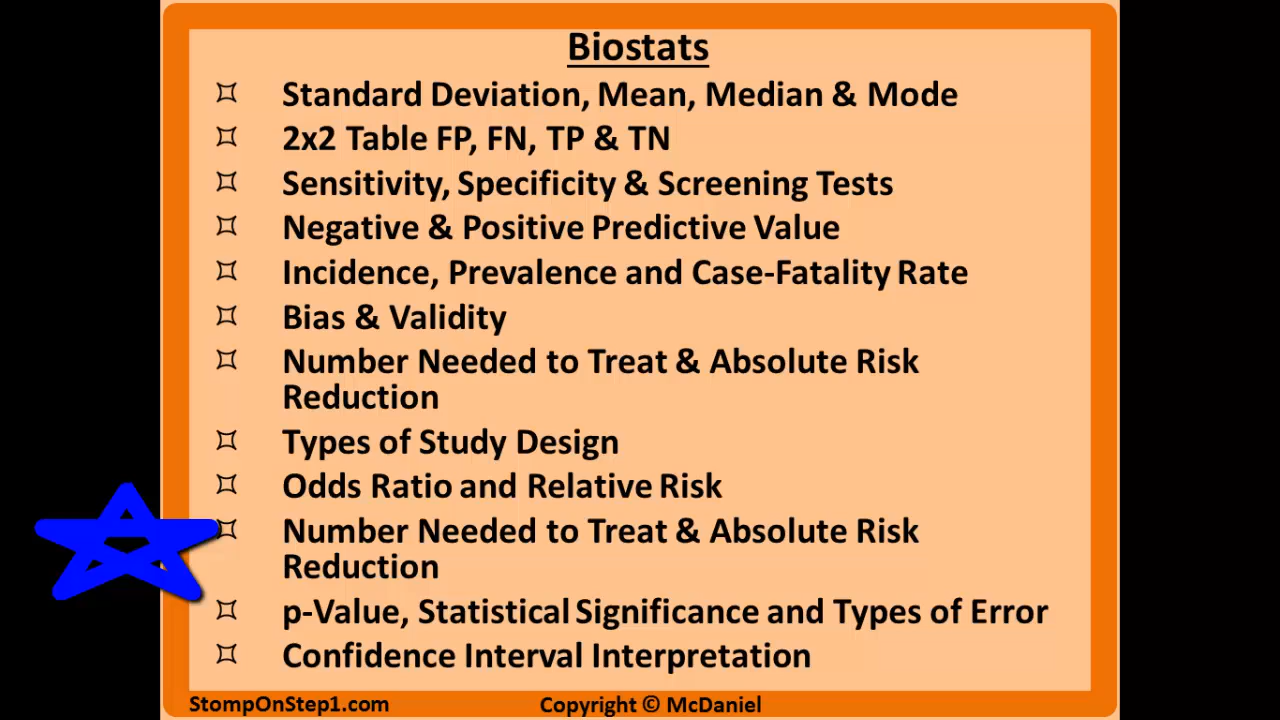 Biostats
Standard Deviation, Mean, Median & Mode
2x2 Table FP, FN, TP & TN
Sensitivity, Specificity & Screening Tests
Negative & Positive Predictive Value
Incidence, Prevalence and Case-Fatality Rate
Bias & Validity
Number Needed to Treat & Absolute Risk
Reduction
Types of Study Design
Odds Ratio and Relative Risk
Number Needed to Treat & Absolute Risk
Reduction
p-Value, Statistical Significance and Types of Error
Confidence Interval Interpretation
StompOnStep1.com
Copyright © McDaniel